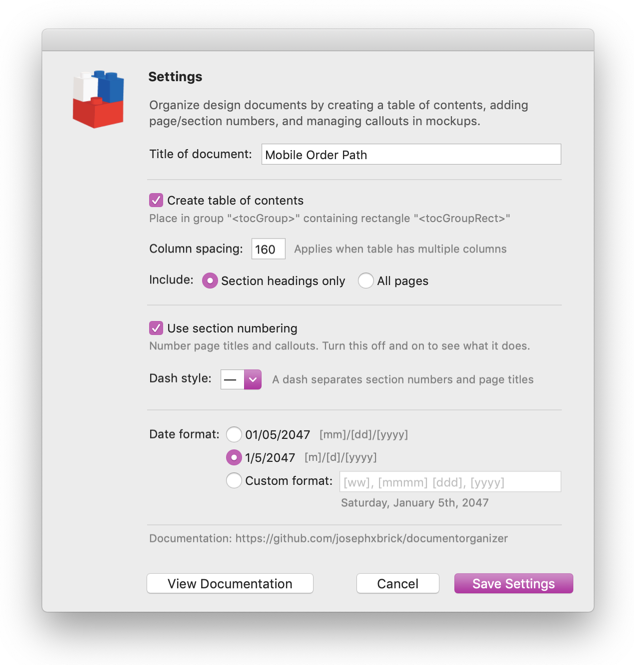 Settings
Organize design documents by creating a table of contents, adding
page/section numbers, and managing callouts in mockups.
Title of document: Mobile Order Path
Create table of contents
Place in group "<tocGroup>" containing rectangle "<tocGroupRect>"
Column spacing: 160 Applies when table has multiple columns
Include: Section headings only All pages
Use section numbering
Number page titles and callouts. Turn this off and on to see what it does.
Dash style: — A dash separates section numbers and page titles
Date format: 01/05/2047 [mm]/[dd]/[yyyy]
1/5/2047 [m]/[d]/[yyyy]
Custom format: [ww], [mmmm] [ddd], [yyyy]
Saturday, January 5th, 2047
Documentation: https://github.com/josephxbrick/documentorganizer
View Documentation Cancel Save Settings